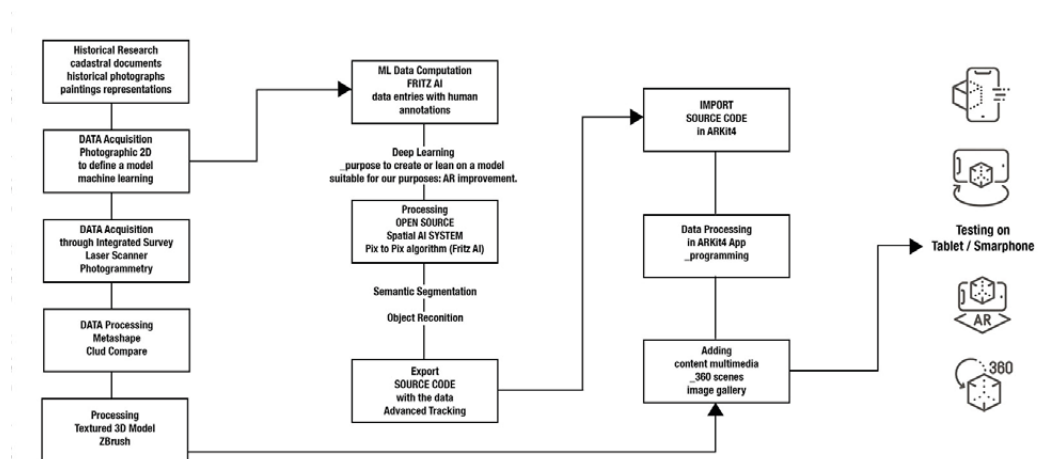 Historical Research
cadastral documents
historical photographs
paintings representations
DATA Acquisition
Photographic 2D
to define a model
machine learning
DATA Acquisition
through Integrated Survey
Laser Scanner
Photogrammetry
DATA Processing
Metashape
Clud Compare
Processing
Textured 3D Model
ZBrush
ML Data Computation
FRITZ AI
data entries with human
annotations
Deep Learning
_purpose to create or lean on a model
suitable for our purposes: AR improvement.
Processing
OPEN SOURCE
Spatial AI SYSTEM
Pix to Pix algorithm (Fritz AI)
Semantic Segmentation
Object Reconition
Export
SOURCE CODE
with the data
Advanced Tracking
IMPORT
SOURCE CODE
in ARKit4
Data Processing
in ARKit4 App
_programming
Adding
content multimedia
_360 scenes
image gallery
Testing on
Tablet / Smarphone
AR
360